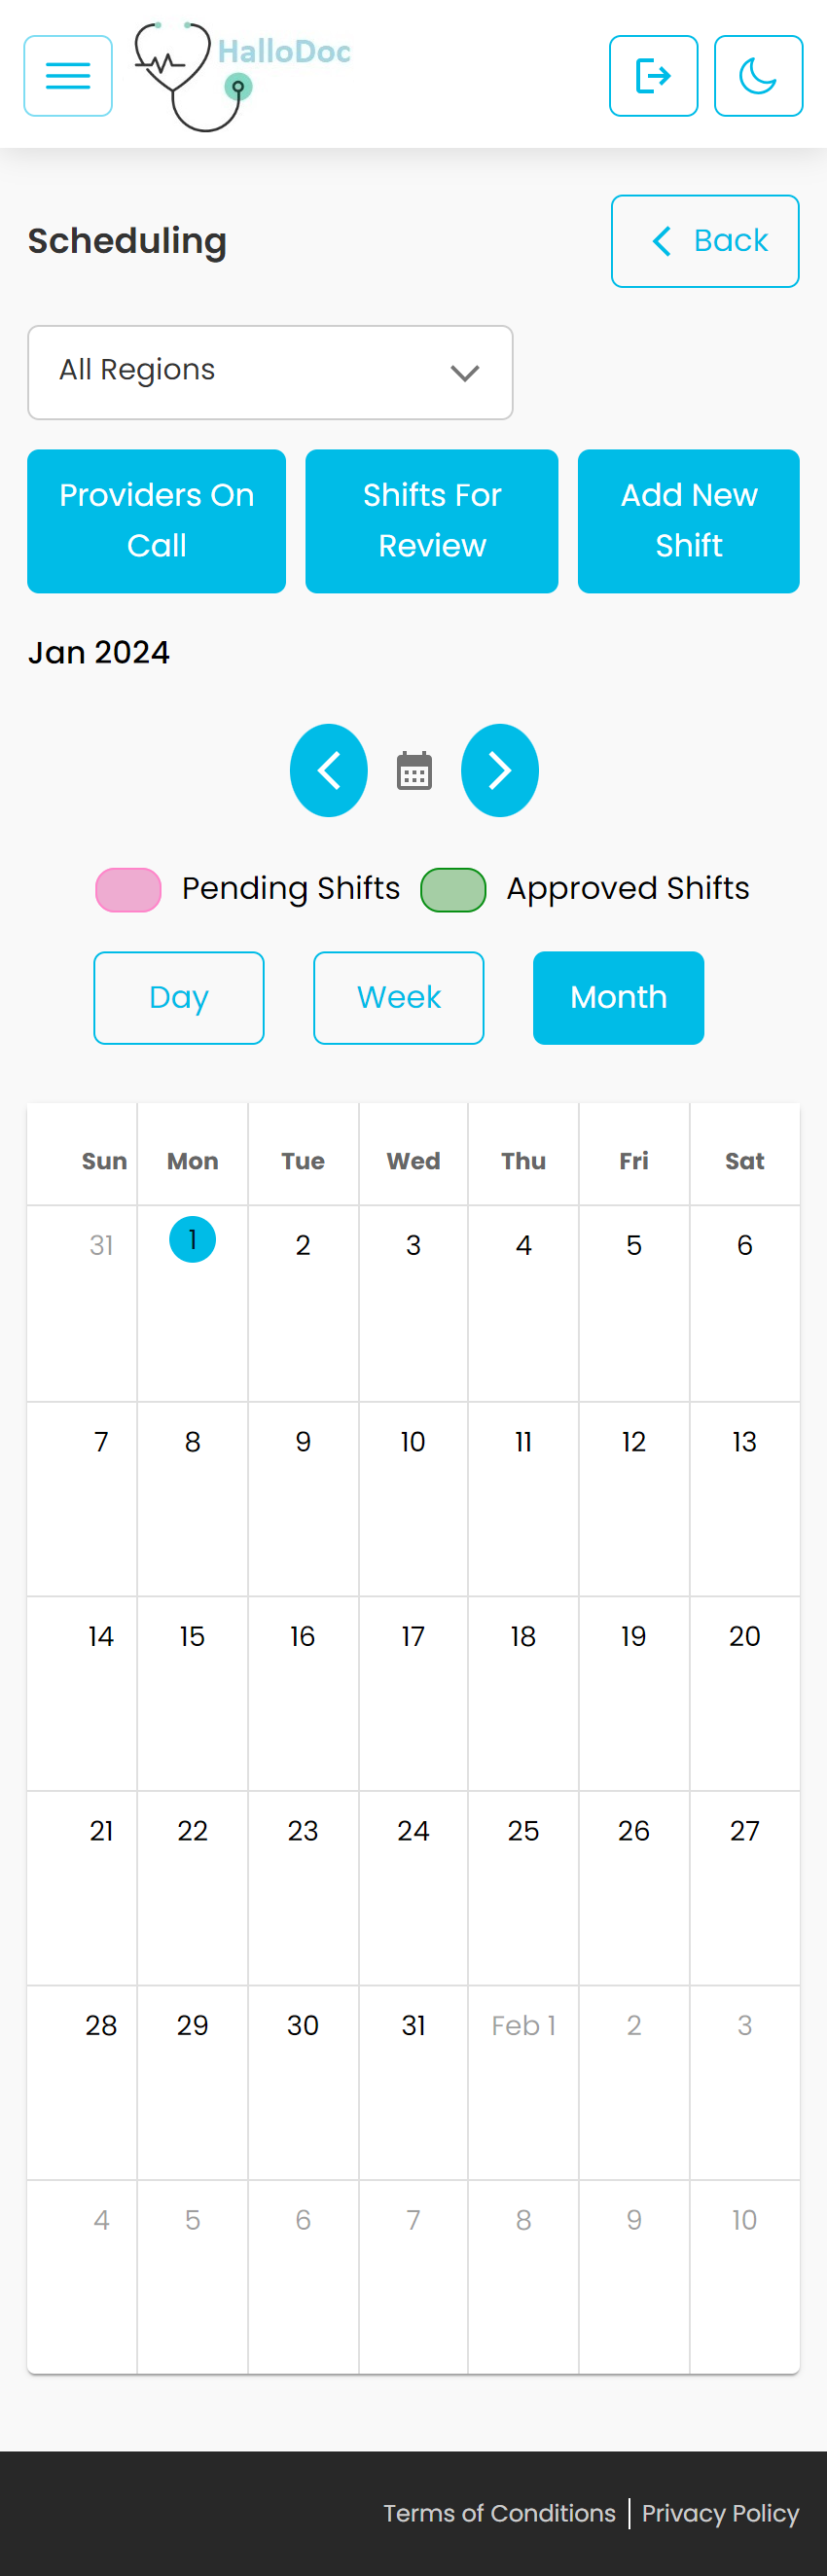 HalloDoc
Scheduling
Back
All Regions
Providers On
Call
Shifts For
Review
Add New
Shift
Jan 2024
Pending Shifts
Approved Shifts
Day
Week
Month
Sun Mon Tue Wed Thu Fri Sat
31 1 2 3 4 5 6
7 8 9 10 11 12 13
14 15 16 17 18 19 20
21 22 23 24 25 26 27
28 29 30 31 Feb 1 2 3
4 5 6 7 8 9 10
Terms of Conditions | Privacy Policy